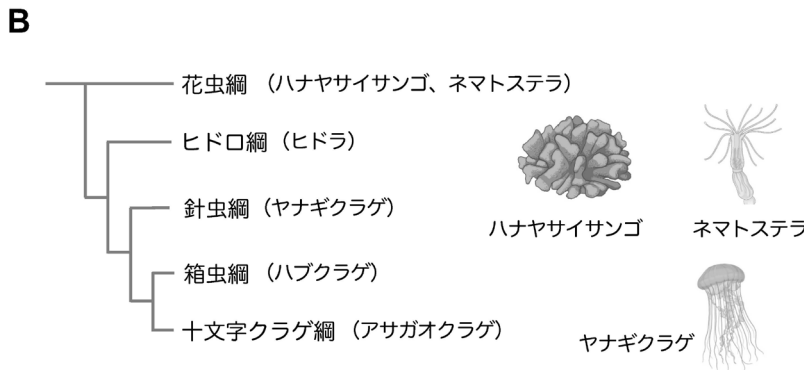 B
花虫綱 （ハナヤサイサンゴ、ネマトステラ）
ヒドロ綱 （ヒドラ）
針虫綱 （ヤナギクラゲ）
箱虫綱 （ハブクラゲ）
十文字クラゲ綱 （アサガオクラゲ）
ハナヤサイサンゴ
ネマトステラ
ヤナギクラゲ